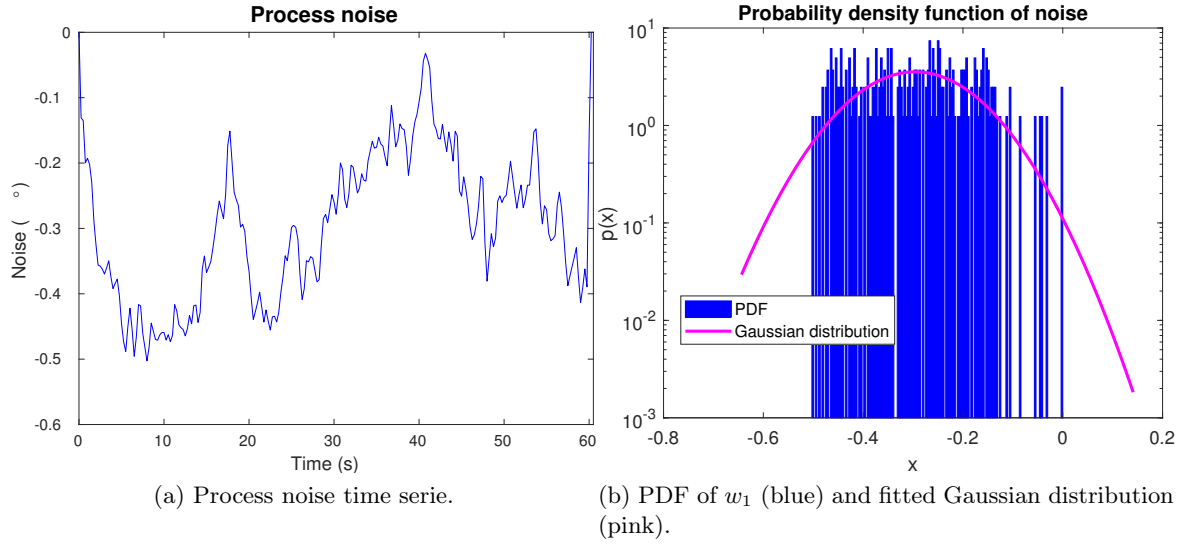 Process noise
0
-0.1
-0.2
-0.3
-0.4
-0.5
-0.6
Noise ( °)
0 10 20 30 40 50 60
Time (s)
(a) Process noise time serie.
Probability density function of noise
10^1
10^0
10^-1
10^-2
10^-3
p(x)
PDF
Gaussian distribution
-0.8 -0.6 -0.4 -0.2 0 0.2
x
(b) PDF of w_1 (blue) and fitted Gaussian distribution
(pink).